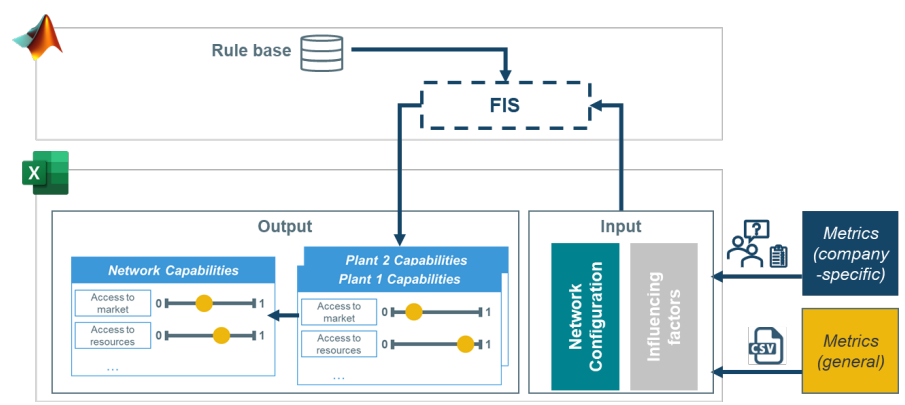 Rule base
FIS
X
Output
Input
Network Capabilities
Access to
market
0
1
Access to
resources
0
1
...
Plant 2 Capabilities
Plant 1 Capabilities
Access to
market
0
1
Access to
resources
0
1
...
Network
Configuration
Influencing
factors
Metrics
(company
-specific)
?
CSV
Metrics
(general)